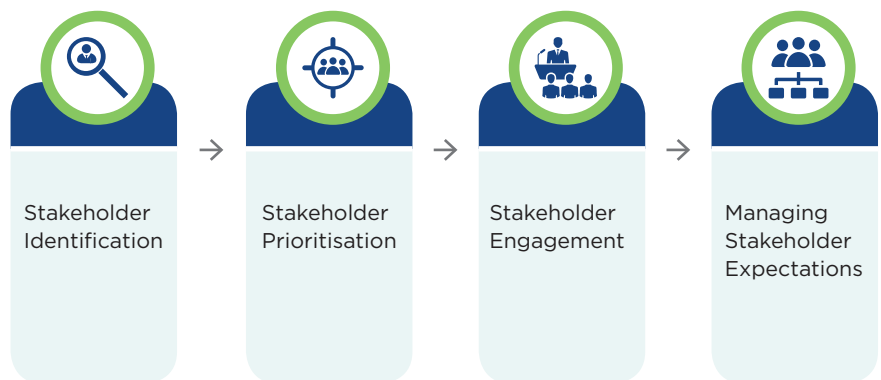 Stakeholder
Identification
Stakeholder
Prioritisation
Stakeholder
Engagement
Managing
Stakeholder
Expectations